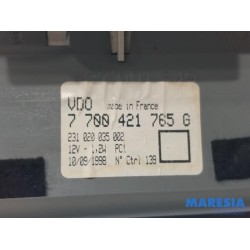 VDO made in France
7 700 421 765 G
231 020 035 002
12V - 1,2W PC1
10/09/1998 N° Ctrl 139
MARESIA